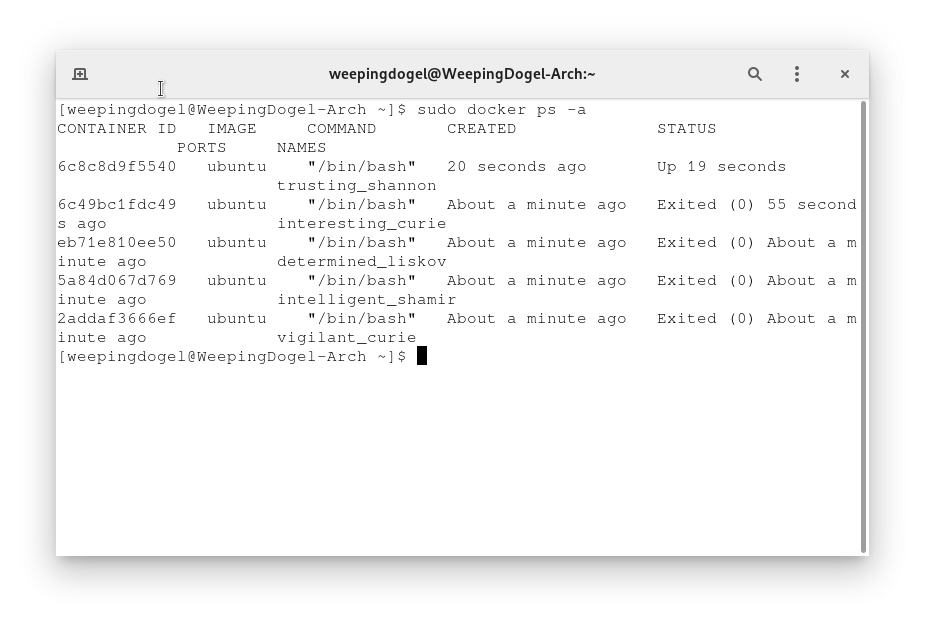 weepingdogel@WeepingDogel-Arch:~
[weepingdogel@WeepingDogel-Arch ~]$ sudo docker ps -a
CONTAINER ID   IMAGE     COMMAND       CREATED              STATUS
            PORTS     NAMES
6c8c8d9f5540   ubuntu    "/bin/bash"   20 seconds ago       Up 19 seconds
                      trusting_shannon
6c49bc1fdc49   ubuntu    "/bin/bash"   About a minute ago   Exited (0) 55 second
s ago                 interesting_curie
eb71e810ee50   ubuntu    "/bin/bash"   About a minute ago   Exited (0) About a m
inute ago             determined_liskov
5a84d067d769   ubuntu    "/bin/bash"   About a minute ago   Exited (0) About a m
inute ago             intelligent_shamir
2addaf3666ef   ubuntu    "/bin/bash"   About a minute ago   Exited (0) About a m
inute ago             vigilant_curie
[weepingdogel@WeepingDogel-Arch ~]$